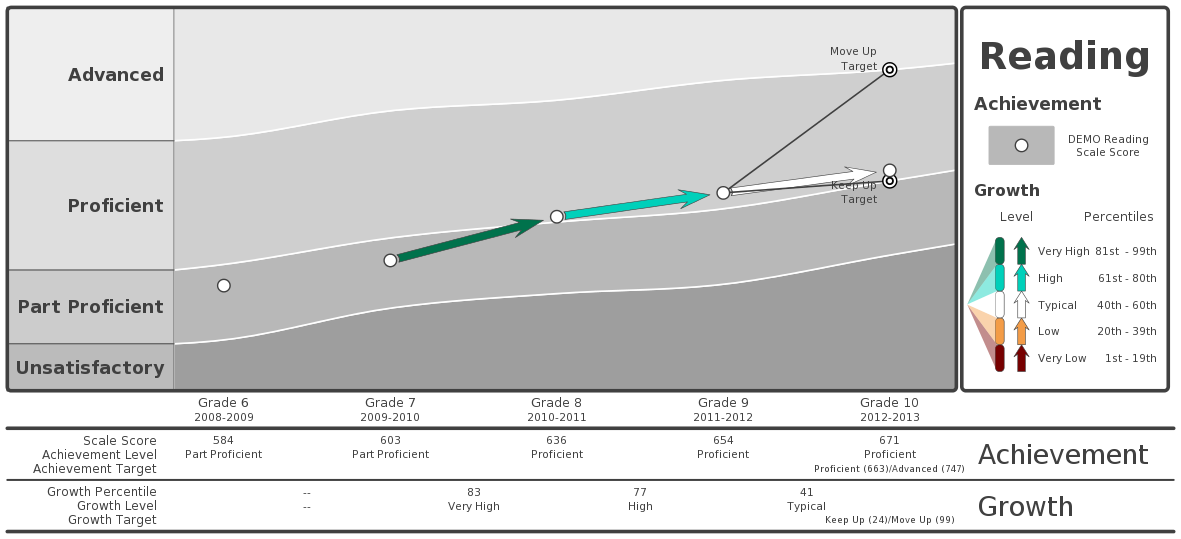 Advanced
Proficient
Part Proficient
Unsatisfactory
Move Up
Target
Keep Up
Target
Reading
Achievement
DEMO Reading
Scale Score
Growth
Level Percentiles
Very High 81st - 99th
High 61st - 80th
Typical 40th - 60th
Low 20th - 39th
Very Low 1st - 19th
Grade 6 Grade 7 Grade 8 Grade 9 Grade 10
2008-2009 2009-2010 2010-2011 2011-2012 2012-2013
Scale Score 584 603 636 654 671
Achievement Level Part Proficient Part Proficient Proficient Proficient Proficient
Achievement Target Proficient (663)/Advanced (747)
Achievement
Growth Percentile -- 83 77 41
Growth Level -- Very High High Typical
Growth Target Keep Up (24)/Move Up (99)
Growth